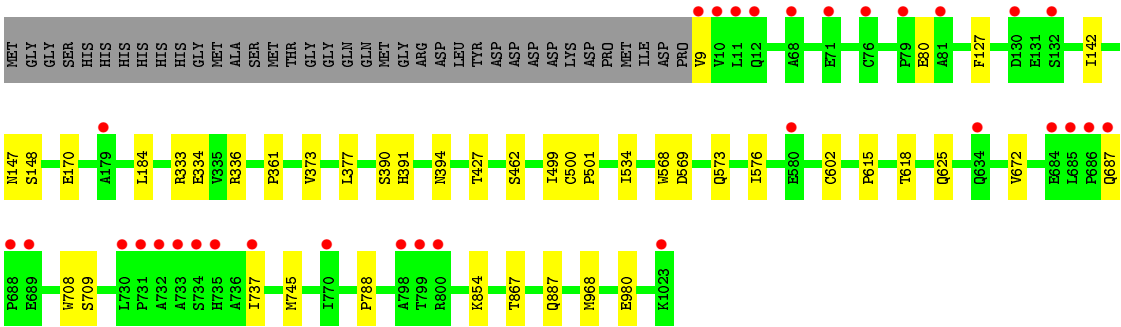 MET GLY GLY SER HIS HIS HIS HIS HIS HIS GLY MET ALA SER MET THR GLY GLY GLN GLN MET GLY ARG ASP LEU TYR ASP ASP ASP ASP LYS ASP PRO MET ILE ASP PRO V9 V10 L11 Q12 A68 E71 C76 P79 E80 A81 F127 D130 E131 S132 I142
N147 S148 E170 A179 L184 R333 E334 V335 R336 P361 V373 L377 S390 H391 N394 T427 S462 I499 C500 P501 I534 W568 D569 Q573 I576 E580 C602 P615 T618 Q625 Q634 V672 E684 L685 P686 Q687
P688 E689 W708 S709 L730 P731 A732 A733 S734 H735 A736 I737 M745 I770 P788 A798 T799 R800 K854 T867 Q887 M968 E980 K1023